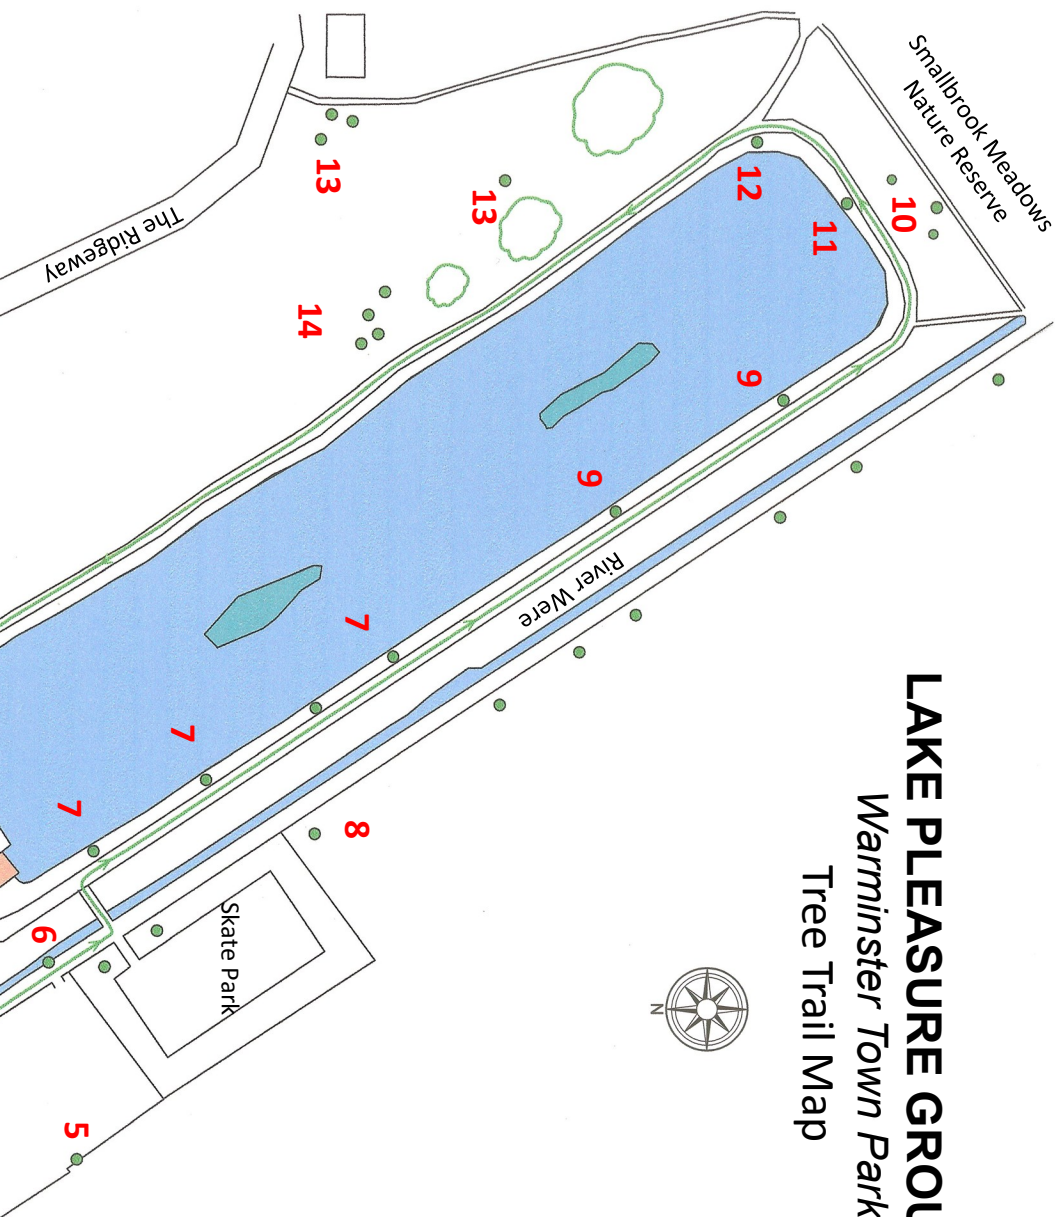 LAKE PLEASURE GROU
Warminster Town Park
Tree Trail Map
Smallbrook Meadows
Nature Reserve
10
11
12
13
13
14
The Ridgeway
9
9
River Were
7
7
7
8
Skate Park
6
5
N